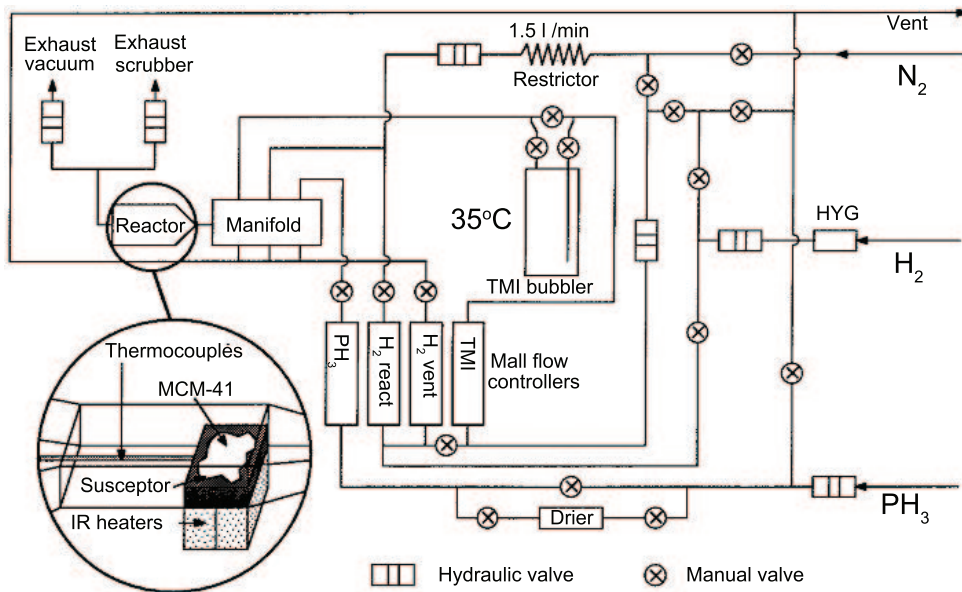 Vent
Exhaust
vacuum
Exhaust
scrubber
1.5 l /min
Restrictor
N2
Reactor
Manifold
35°C
TMI bubbler
HYG
H2
PH3
H2 react
H2 vent
TMI
Mall flow
controllers
Thermocouples
MCM-41
Susceptor
IR heaters
Drier
PH3
Hydraulic valve
Manual valve